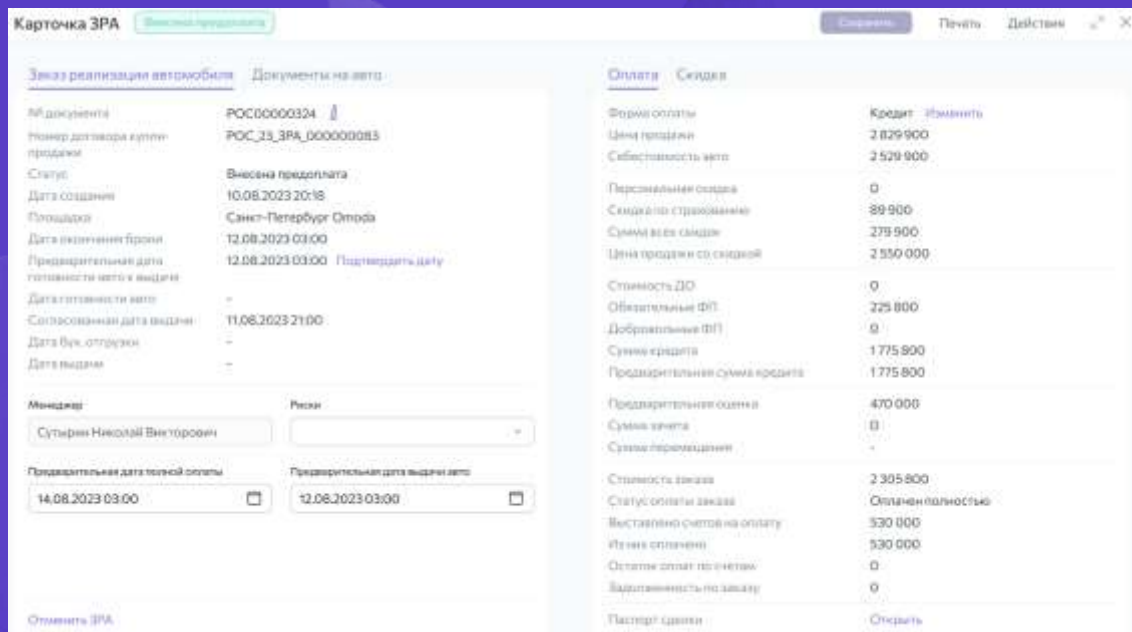 Карточка ЗРА
Внесена предоплата
Сохранить
Печать
Действия
Заказ реализации автомобиля
Документы на авто
№ документа
РОС00000324
Номер договора купли-
продажи
РОС_23_ЗРА_000000083
Статус
Внесена предоплата
Дата создания
10.08.2023 20:18
Площадка
Санкт-Петербург Omoda
Дата окончания брони
12.08.2023 03:00
Предварительная дата
готовности авто к выдаче
12.08.2023 03:00 Подтвердить дату
Дата готовности авто
-
Согласованная дата выдачи
11.08.2023 21:00
Дата бух. отгрузки
-
Дата выдачи
-
Менеджер
Сутырин Николай Викторович
Риски
Предварительная дата полной оплаты
14.08.2023 03:00
Предварительная дата выдачи авто
12.08.2023 03:00
Отменить ЗРА
Оплата
Скидка
Форма оплаты
Кредит Изменить
Цена продажи
2 829 900
Себестоимость авто
2 529 900
Персональная скидка
0
Скидка по страхованию
89 900
Сумма всех скидок
279 900
Цена продажи со скидкой
2 550 000
Стоимость ДО
0
Обязательные ФП
225 800
Добровольные ФП
0
Сумма кредита
1 775 800
Предварительная сумма кредита
1 775 800
Предварительная оценка
470 000
Сумма зачета
0
Сумма перемещения
-
Стоимость заказа
2 305 800
Статус оплаты заказа
Оплачен полностью
Выставлено счетов на оплату
530 000
Из них оплачено
530 000
Остаток оплат по счетам
0
Задолженность по заказу
0
Паспорт сделки
Открыть